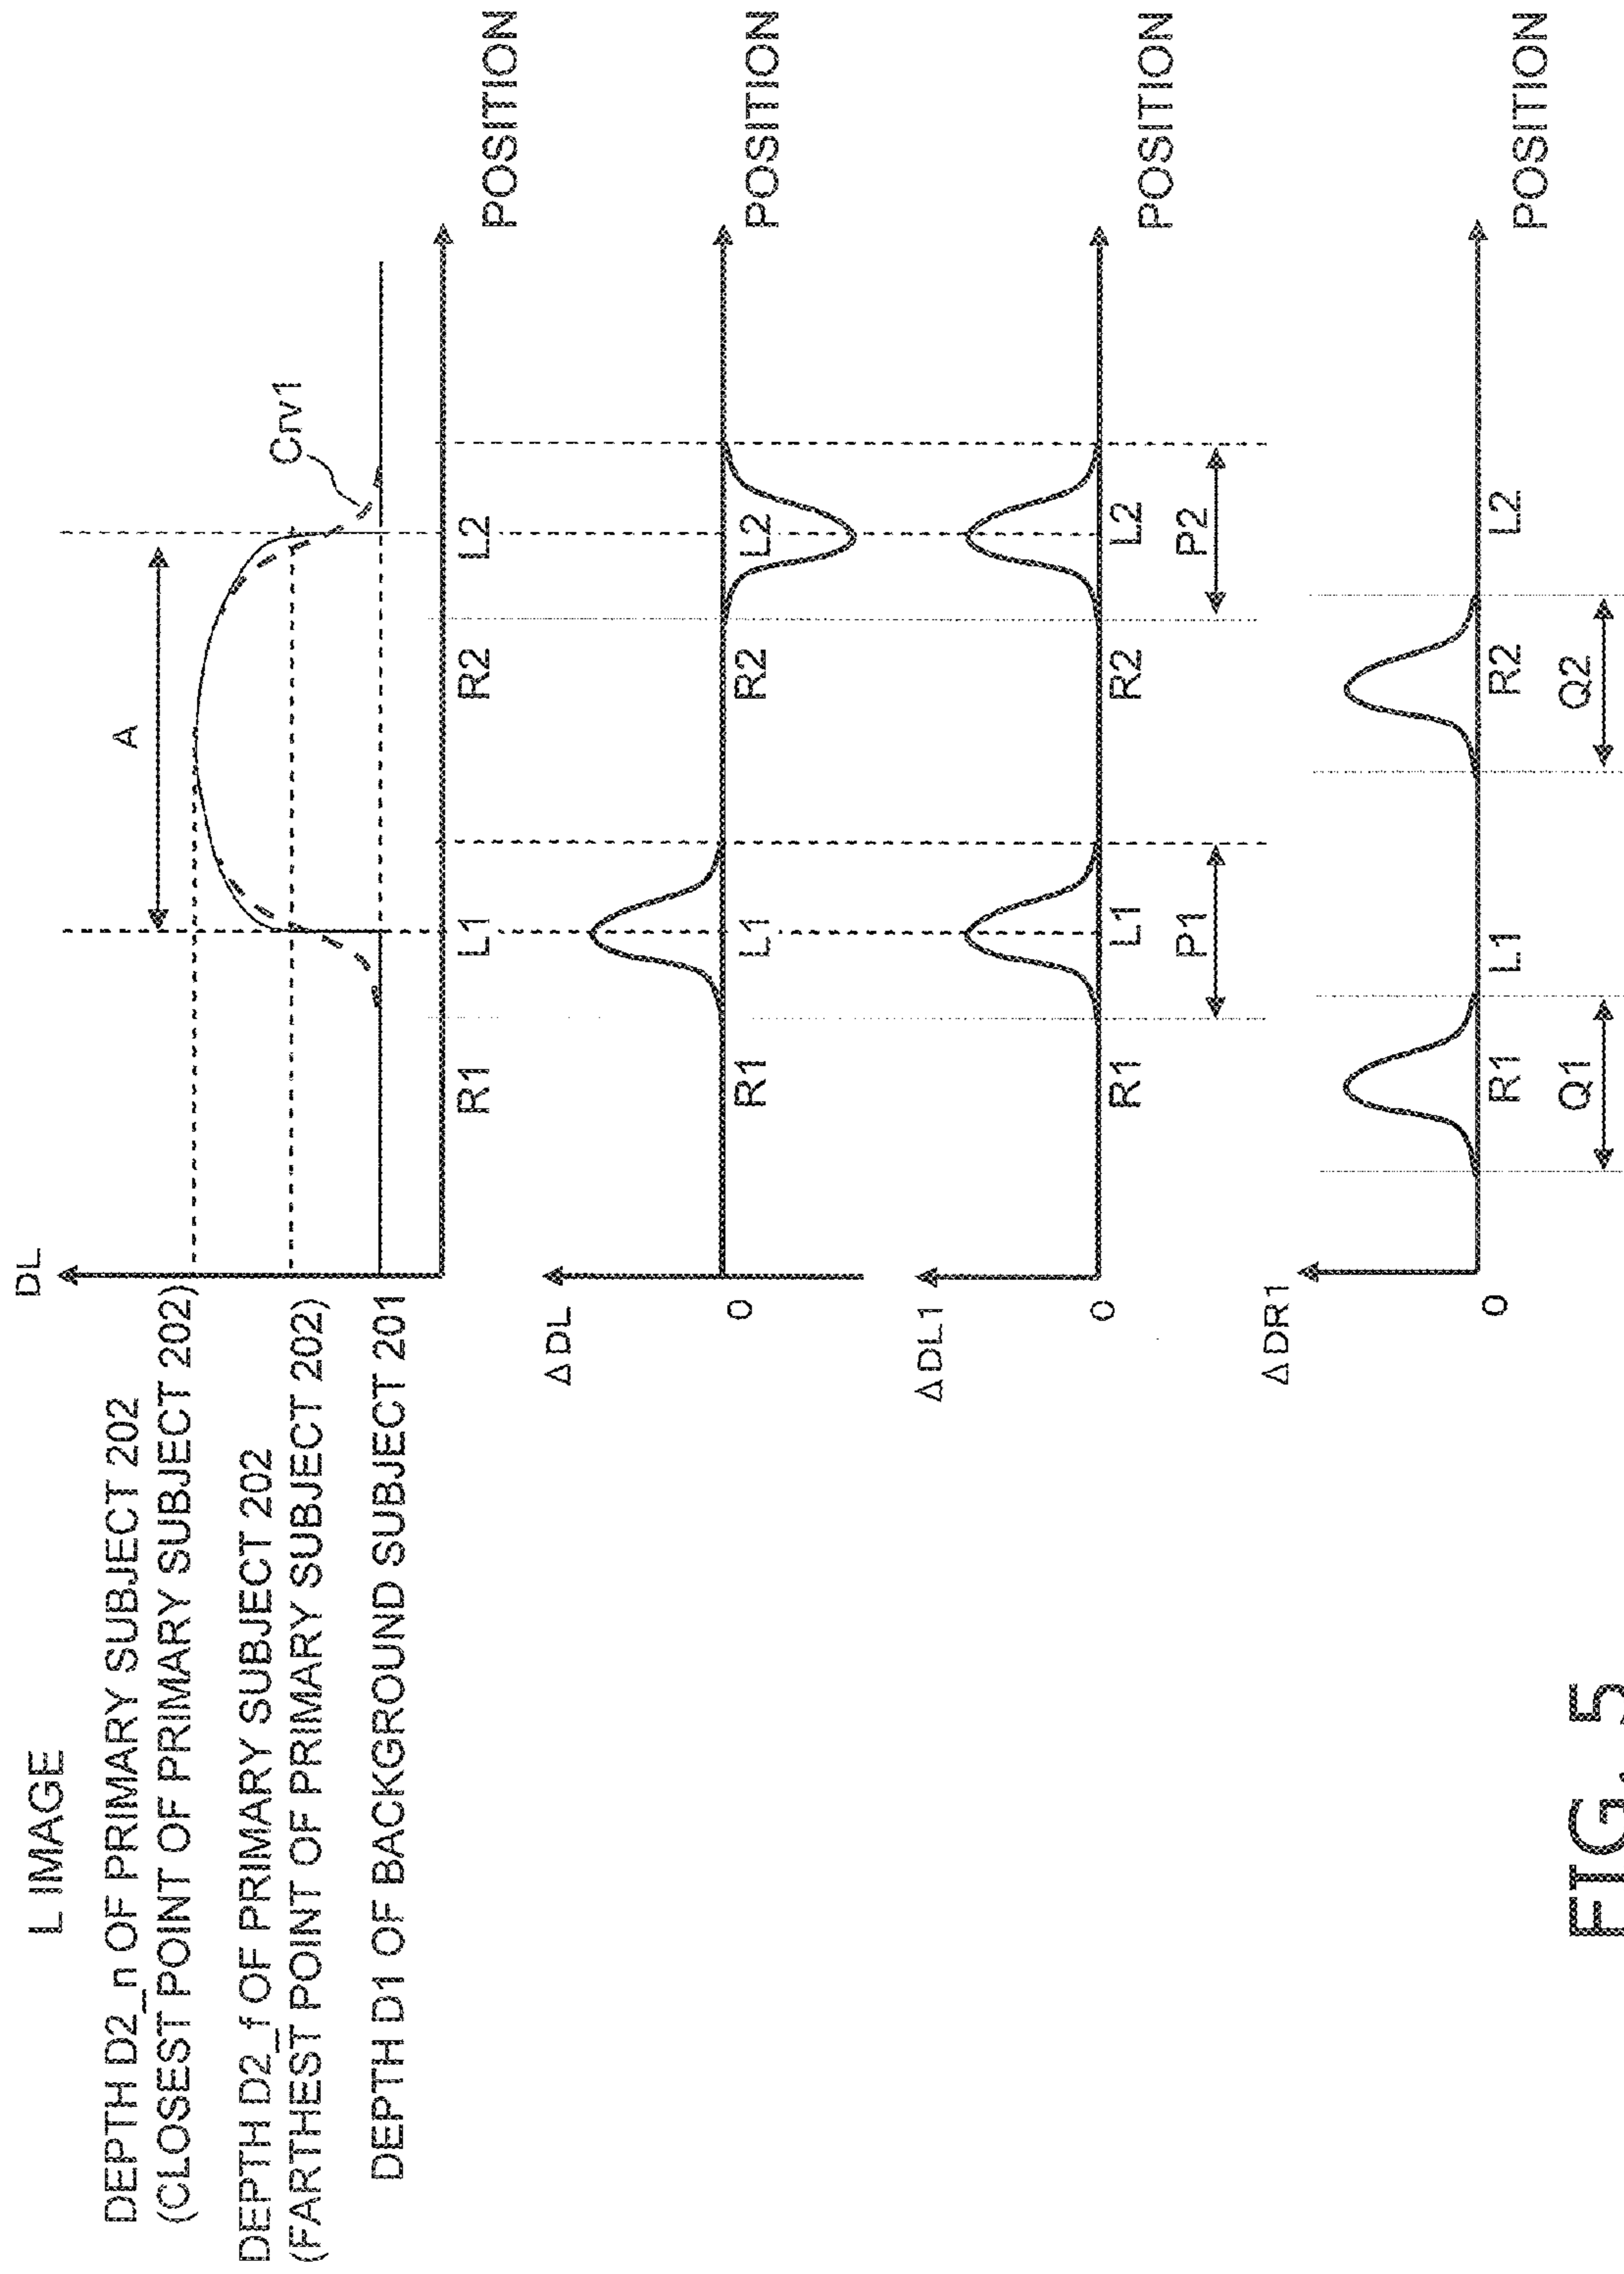 L IMAGE
DL
DEPTH D2_n OF PRIMARY SUBJECT 202
(CLOSEST POINT OF PRIMARY SUBJECT 202)
DEPTH D2_f OF PRIMARY SUBJECT 202
(FARTHEST POINT OF PRIMARY SUBJECT 202)
DEPTH D1 OF BACKGROUND SUBJECT 201
A
Crv1
R1 L1 R2 L2 POSITION
Δ DL
0 R1 L1 R2 L2 POSITION
Δ DL1
0 R1 L1 R2 L2 POSITION
P1 P2
Δ DR1
0 R1 L1 R2 L2 POSITION
Q1 Q2
FIG. 5